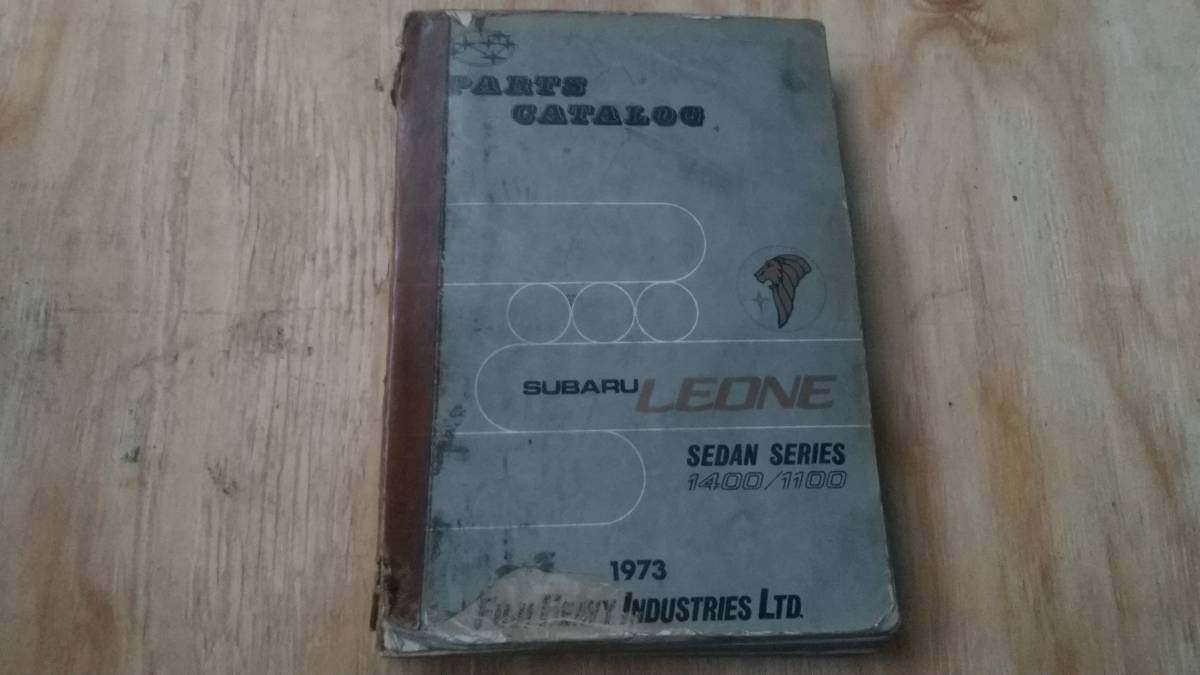 PARTS
CATALOG
SUBARU LEONE
SEDAN SERIES
1400/1100
1973
FUJI HEAVY INDUSTRIES LTD.